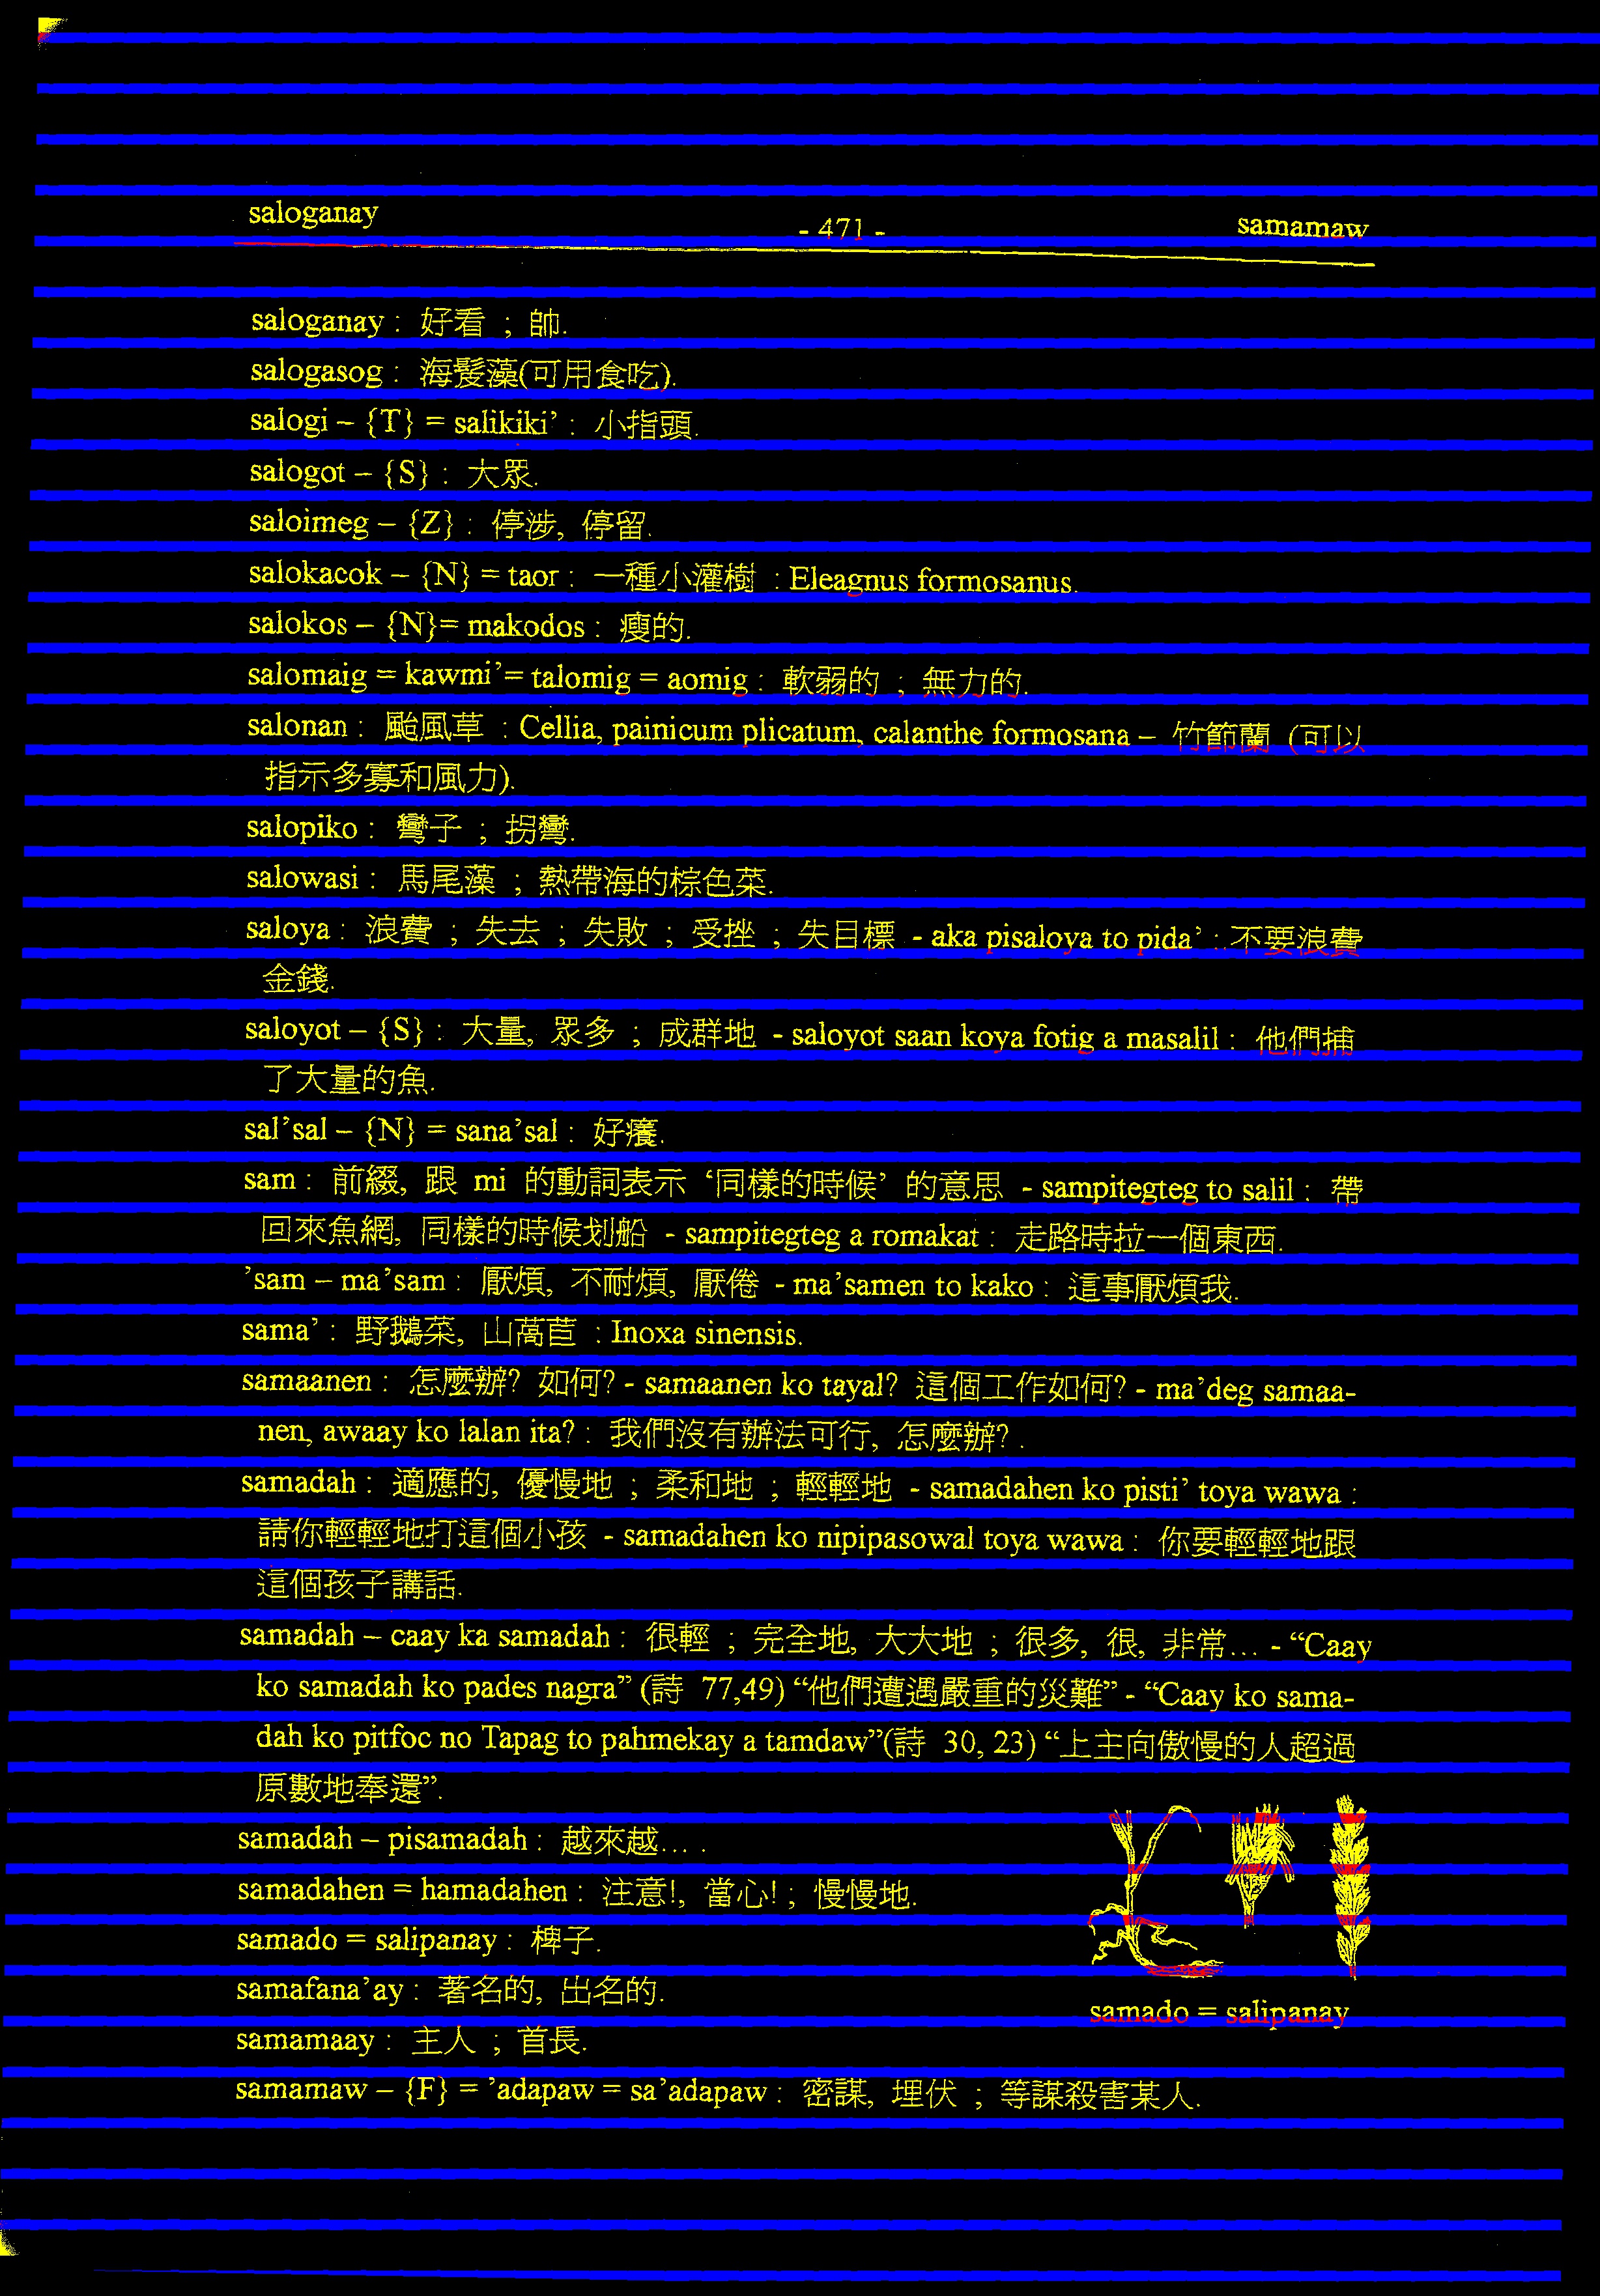 saloganay - 471 - samamaw
saloganay : 好看 ; 帥.
salogasog : 海髮藻(可用食吃).
salogi – {T} = salikiki’ : 小指頭.
salogot – {S} : 大眾.
saloimeg – {Z} : 停涉, 停留.
salokacok – {N} = taor : 一種小灌樹 : Eleagnus formosanus.
salokos – {N}= makodos : 瘦的.
salomaig = kawmi’= talomig = aomig : 軟弱的 ; 無力的.
salonan : 颱風草 : Cellia, painicum plicatum, calanthe formosana – 竹節蘭 (可以
指示多寡和風力).
salopiko : 彎子 ; 拐彎.
salowasi : 馬尾藻 ; 熱帶海的棕色菜.
saloya : 浪費 ; 失去 ; 失敗 ; 受挫 ; 失目標 - aka pisaloya to pida’ : 不要浪費
金錢.
saloyot – {S} : 大量, 眾多 ; 成群地 - saloyot saan koya fotig a masalil : 他們捕
了大量的魚.
sal’sal – {N} = sana’sal : 好癢.
sam : 前綴, 跟 mi 的動詞表示 ‘同樣的時候’ 的意思 - sampitegteg to salil : 帶
回來魚網, 同樣的時候划船 - sampitegteg a romakat : 走路時拉一個東西.
’sam – ma’sam : 厭煩, 不耐煩, 厭倦 - ma’samen to kako : 這事厭煩我.
sama’ : 野鵝菜, 山萵苣 : Inoxa sinensis.
samaanen : 怎麼辦? 如何? - samaanen ko tayal? 這個工作如何? - ma’deg samaa-
nen, awaay ko lalan ita? : 我們沒有辦法可行, 怎麼辦? .
samadah : 適應的, 優慢地 ; 柔和地 ; 輕輕地 - samadahen ko pisti’ toya wawa :
請你輕輕地打這個小孩 - samadahen ko nipipasowal toya wawa : 你要輕輕地跟
這個孩子講話.
samadah – caay ka samadah : 很輕 ; 完全地, 大大地 ; 很多, 很, 非常… - “Caay
ko samadah ko pades nagra” (詩 77,49) “他們遭遇嚴重的災難” - “Caay ko sama-
dah ko pitfoc no Tapag to pahmekay a tamdaw”(詩 30, 23) “上主向傲慢的人超過
原數地奉還”.
samadah – pisamadah : 越來越… .
samadahen = hamadahen : 注意!, 當心! ; 慢慢地.
samado = salipanay : 稗子.
samafana’ay : 著名的, 出名的.
samado = salipanay
samamaay : 主人 ; 首長.
samamaw – {F} = ’adapaw = sa’adapaw : 密謀, 埋伏 ; 等謀殺害某人.